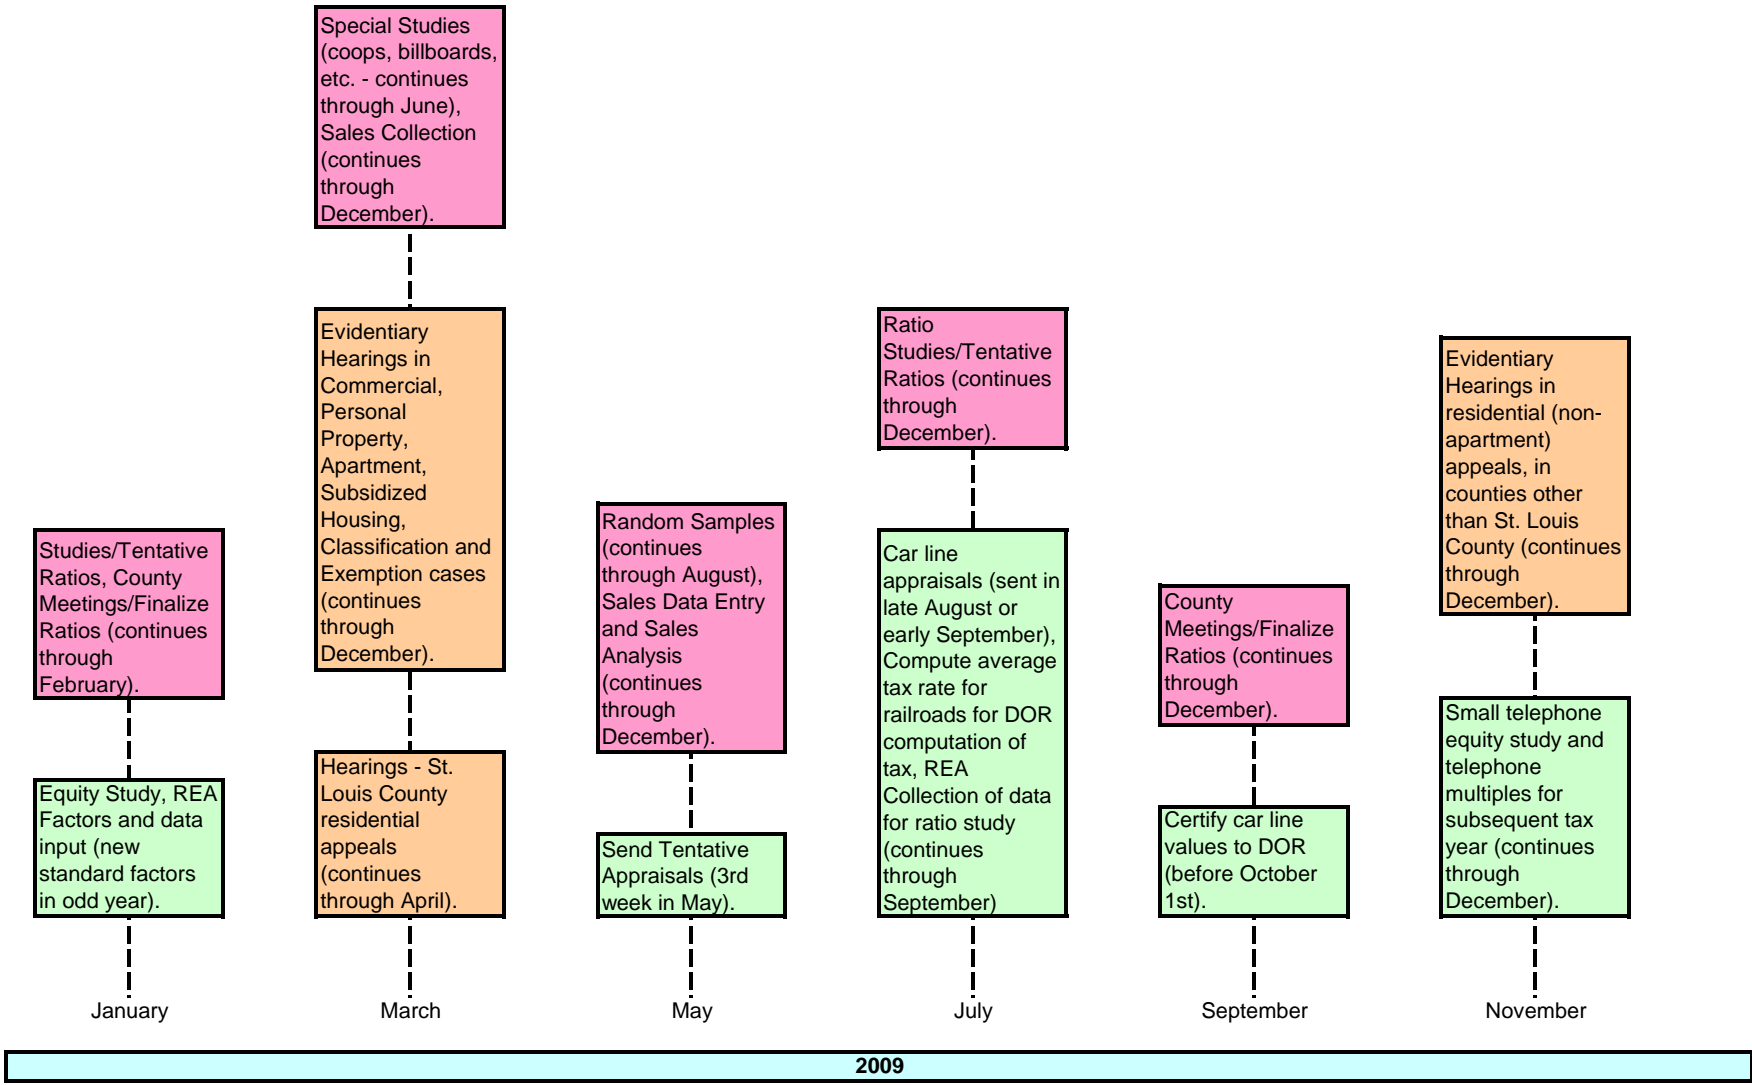 Special Studies
(coops, billboards,
etc. - continues
through June),
Sales Collection
(continues
through
December).
Evidentiary
Hearings in
Commercial,
Personal
Property,
Apartment,
Subsidized
Housing,
Classification and
Exemption cases
(continues
through
December).
Ratio
Studies/Tentative
Ratios (continues
through
December).
Evidentiary
Hearings in
residential (non-
apartment)
appeals, in
counties other
than St. Louis
County (continues
through
December).
Studies/Tentative
Ratios, County
Meetings/Finalize
Ratios (continues
through
February).
Random Samples
(continues
through August),
Sales Data Entry
and Sales
Analysis
(continues
through
December).
Car line
appraisals (sent in
late August or
early September),
Compute average
tax rate for
railroads for DOR
computation of
tax, REA
Collection of data
for ratio study
(continues
through
September)
County
Meetings/Finalize
Ratios (continues
through
December).
Small telephone
equity study and
telephone
multiples for
subsequent tax
year (continues
through
December).
Equity Study, REA
Factors and data
input (new
standard factors
in odd year).
Hearings - St.
Louis County
residential
appeals
(continues
through April).
Send Tentative
Appraisals (3rd
week in May).
Certify car line
values to DOR
(before October
1st).
January
March
May
July
September
November
2009